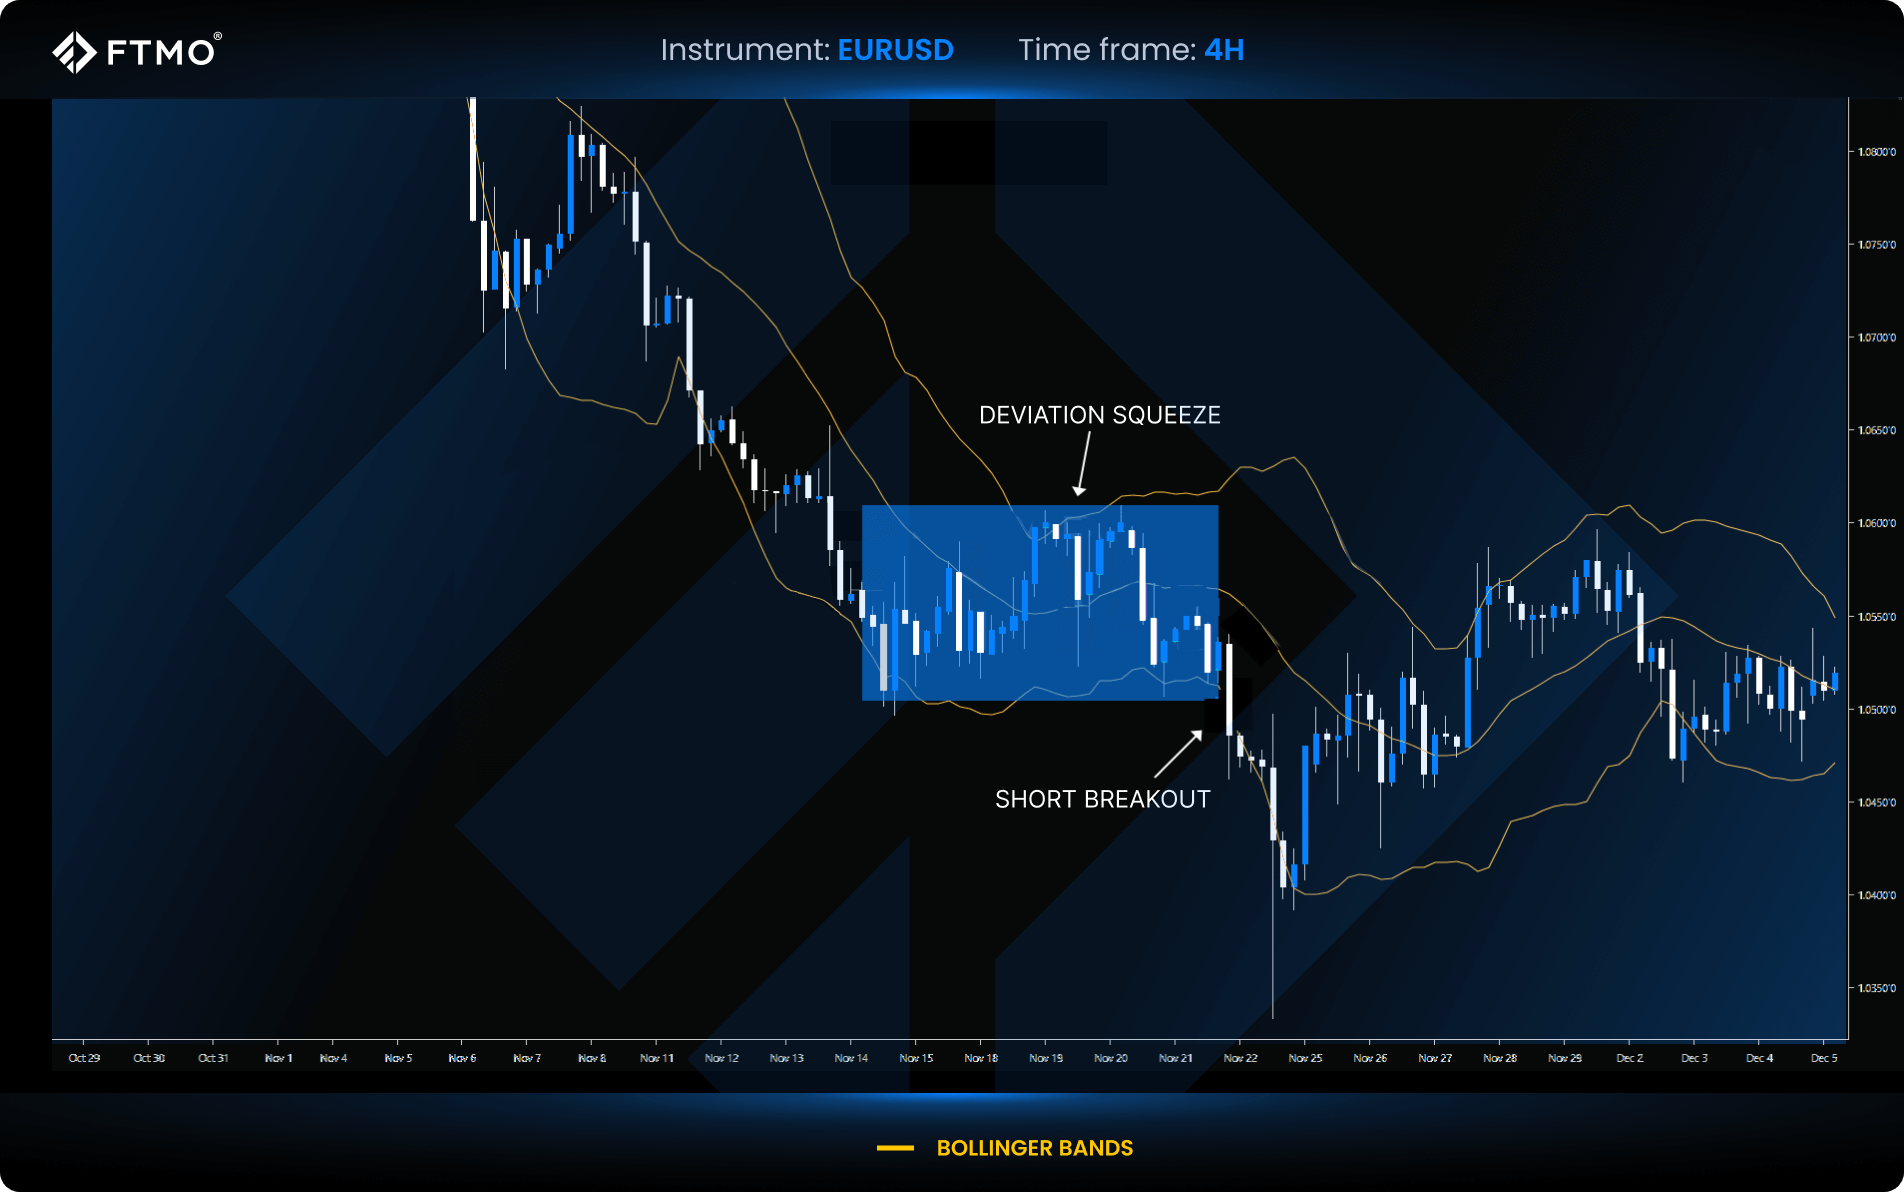 FTMO®
Instrument: EURUSD Time frame: 4H
1.0800'0
1.0750'0
1.0700'0
1.0650'0
DEVIATION SQUEEZE
1.0600'0
1.0550'0
1.0500'0
SHORT BREAKOUT
1.0450'0
1.0400'0
1.0350'0
Oct 29 Oct 30 Oct 31 Nov 1 Nov 4 Nov 5 Nov 6 Nov 7 Nov 8 Nov 11 Nov 12 Nov 13 Nov 14 Nov 15 Nov 18 Nov 19 Nov 20 Nov 21 Nov 22 Nov 25 Nov 26 Nov 27 Nov 28 Nov 29 Dec 2 Dec 3 Dec 4 Dec 5
BOLLINGER BANDS